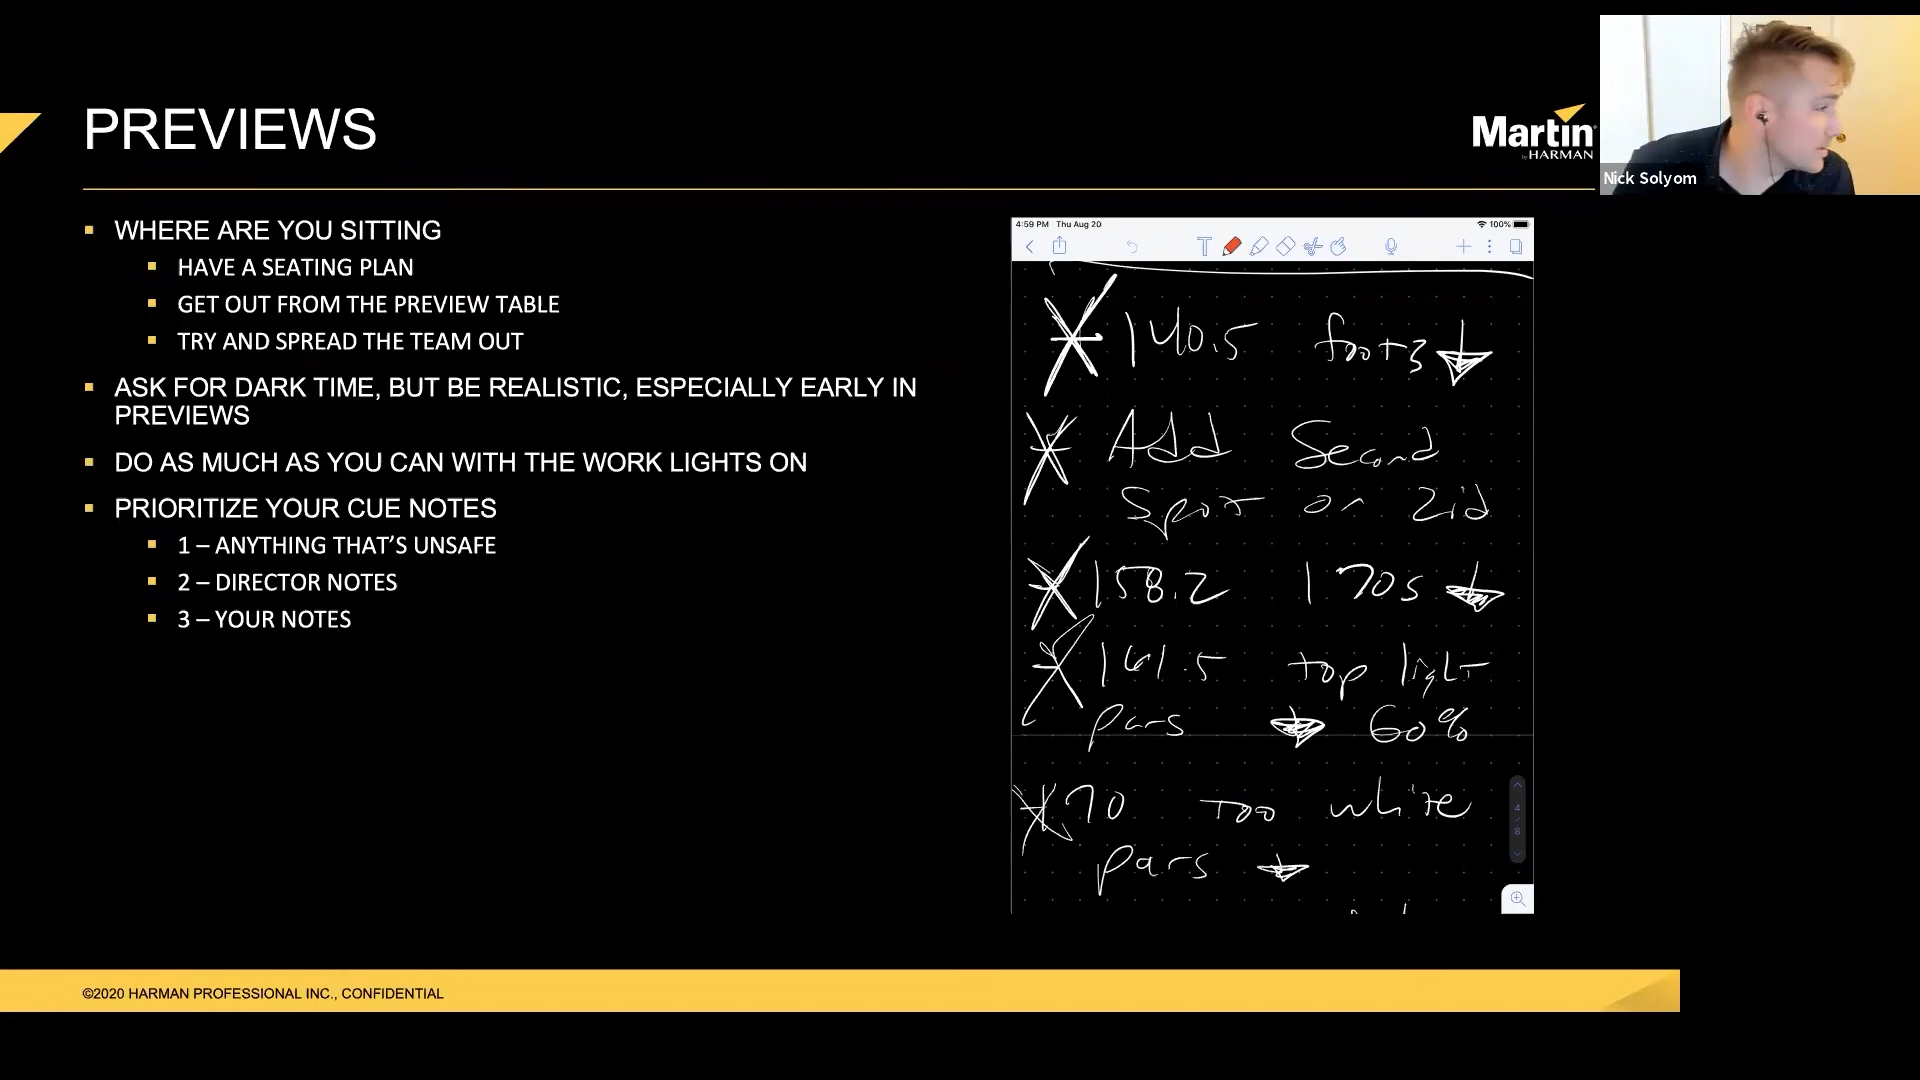 PREVIEWS
Martin
by HARMAN
Nick Solyom
WHERE ARE YOU SITTING
HAVE A SEATING PLAN
GET OUT FROM THE PREVIEW TABLE
TRY AND SPREAD THE TEAM OUT
ASK FOR DARK TIME, BUT BE REALISTIC, ESPECIALLY EARLY IN
PREVIEWS
DO AS MUCH AS YOU CAN WITH THE WORK LIGHTS ON
PRIORITIZE YOUR CUE NOTES
1 – ANYTHING THAT'S UNSAFE
2 – DIRECTOR NOTES
3 – YOUR NOTES
4:59 PM Thu Aug 20
100%
140.5 foots ↓
Add Second
Spot on
158.2 170s ↓
161.5 top light
pars ↓ 60%
70 Too white
pars ↓
4
/
8
©2020 HARMAN PROFESSIONAL INC., CONFIDENTIAL